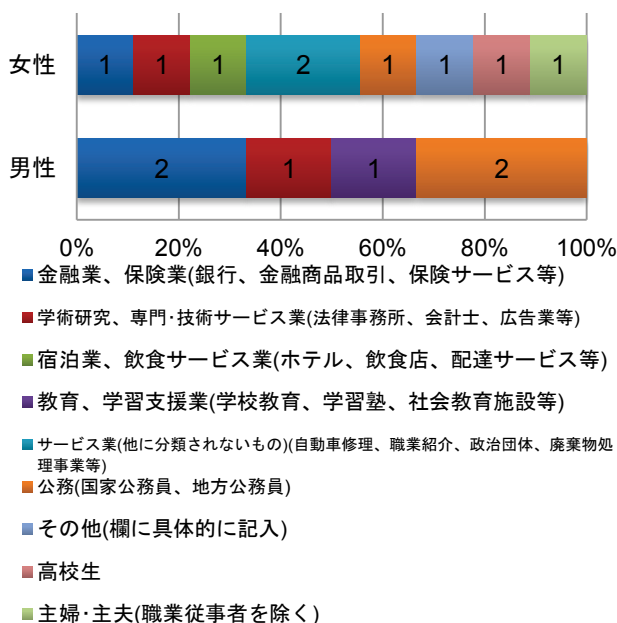 女性
1 1 1 2 1 1 1 1
男性
2 1 1 2
0% 20% 40% 60% 80% 100%
金融業、保険業(銀行、金融商品取引、保険サービス等)
学術研究、専門･技術サービス業(法律事務所、会計士、広告業等)
宿泊業、飲食サービス業(ホテル、飲食店、配達サービス等)
教育、学習支援業(学校教育、学習塾、社会教育施設等)
サービス業(他に分類されないもの)(自動車修理、職業紹介、政治団体、廃棄物処
理事業等)
公務(国家公務員、地方公務員)
その他(欄に具体的に記入)
高校生
主婦･主夫(職業従事者を除く)